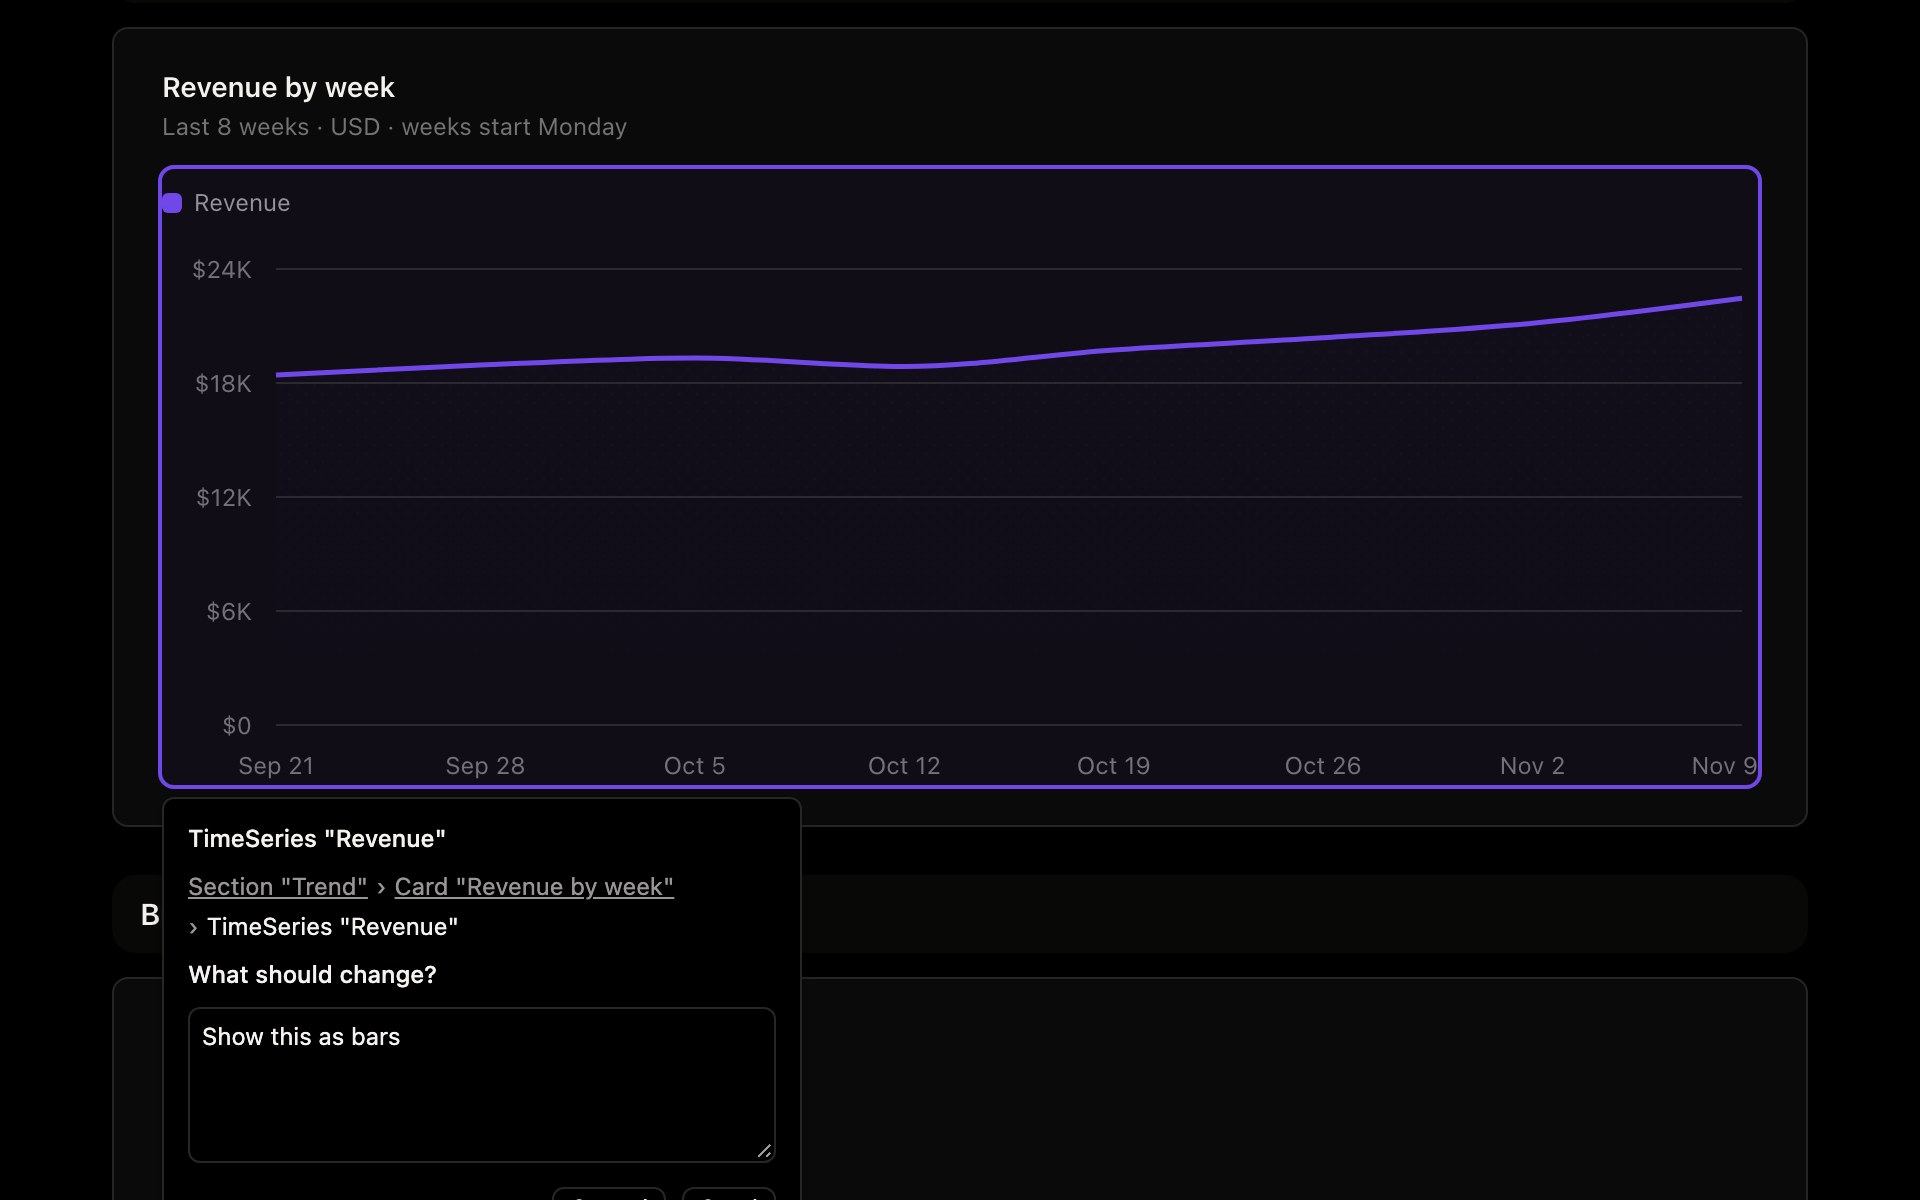 Revenue by week
Last 8 weeks · USD · weeks start Monday
Revenue
$24K
$18K
$12K
$6K
$0
Sep 21 Sep 28 Oct 5 Oct 12 Oct 19 Oct 26 Nov 2 Nov 9
TimeSeries "Revenue"
Section "Trend" › Card "Revenue by week"
› TimeSeries "Revenue"
What should change?
Show this as bars